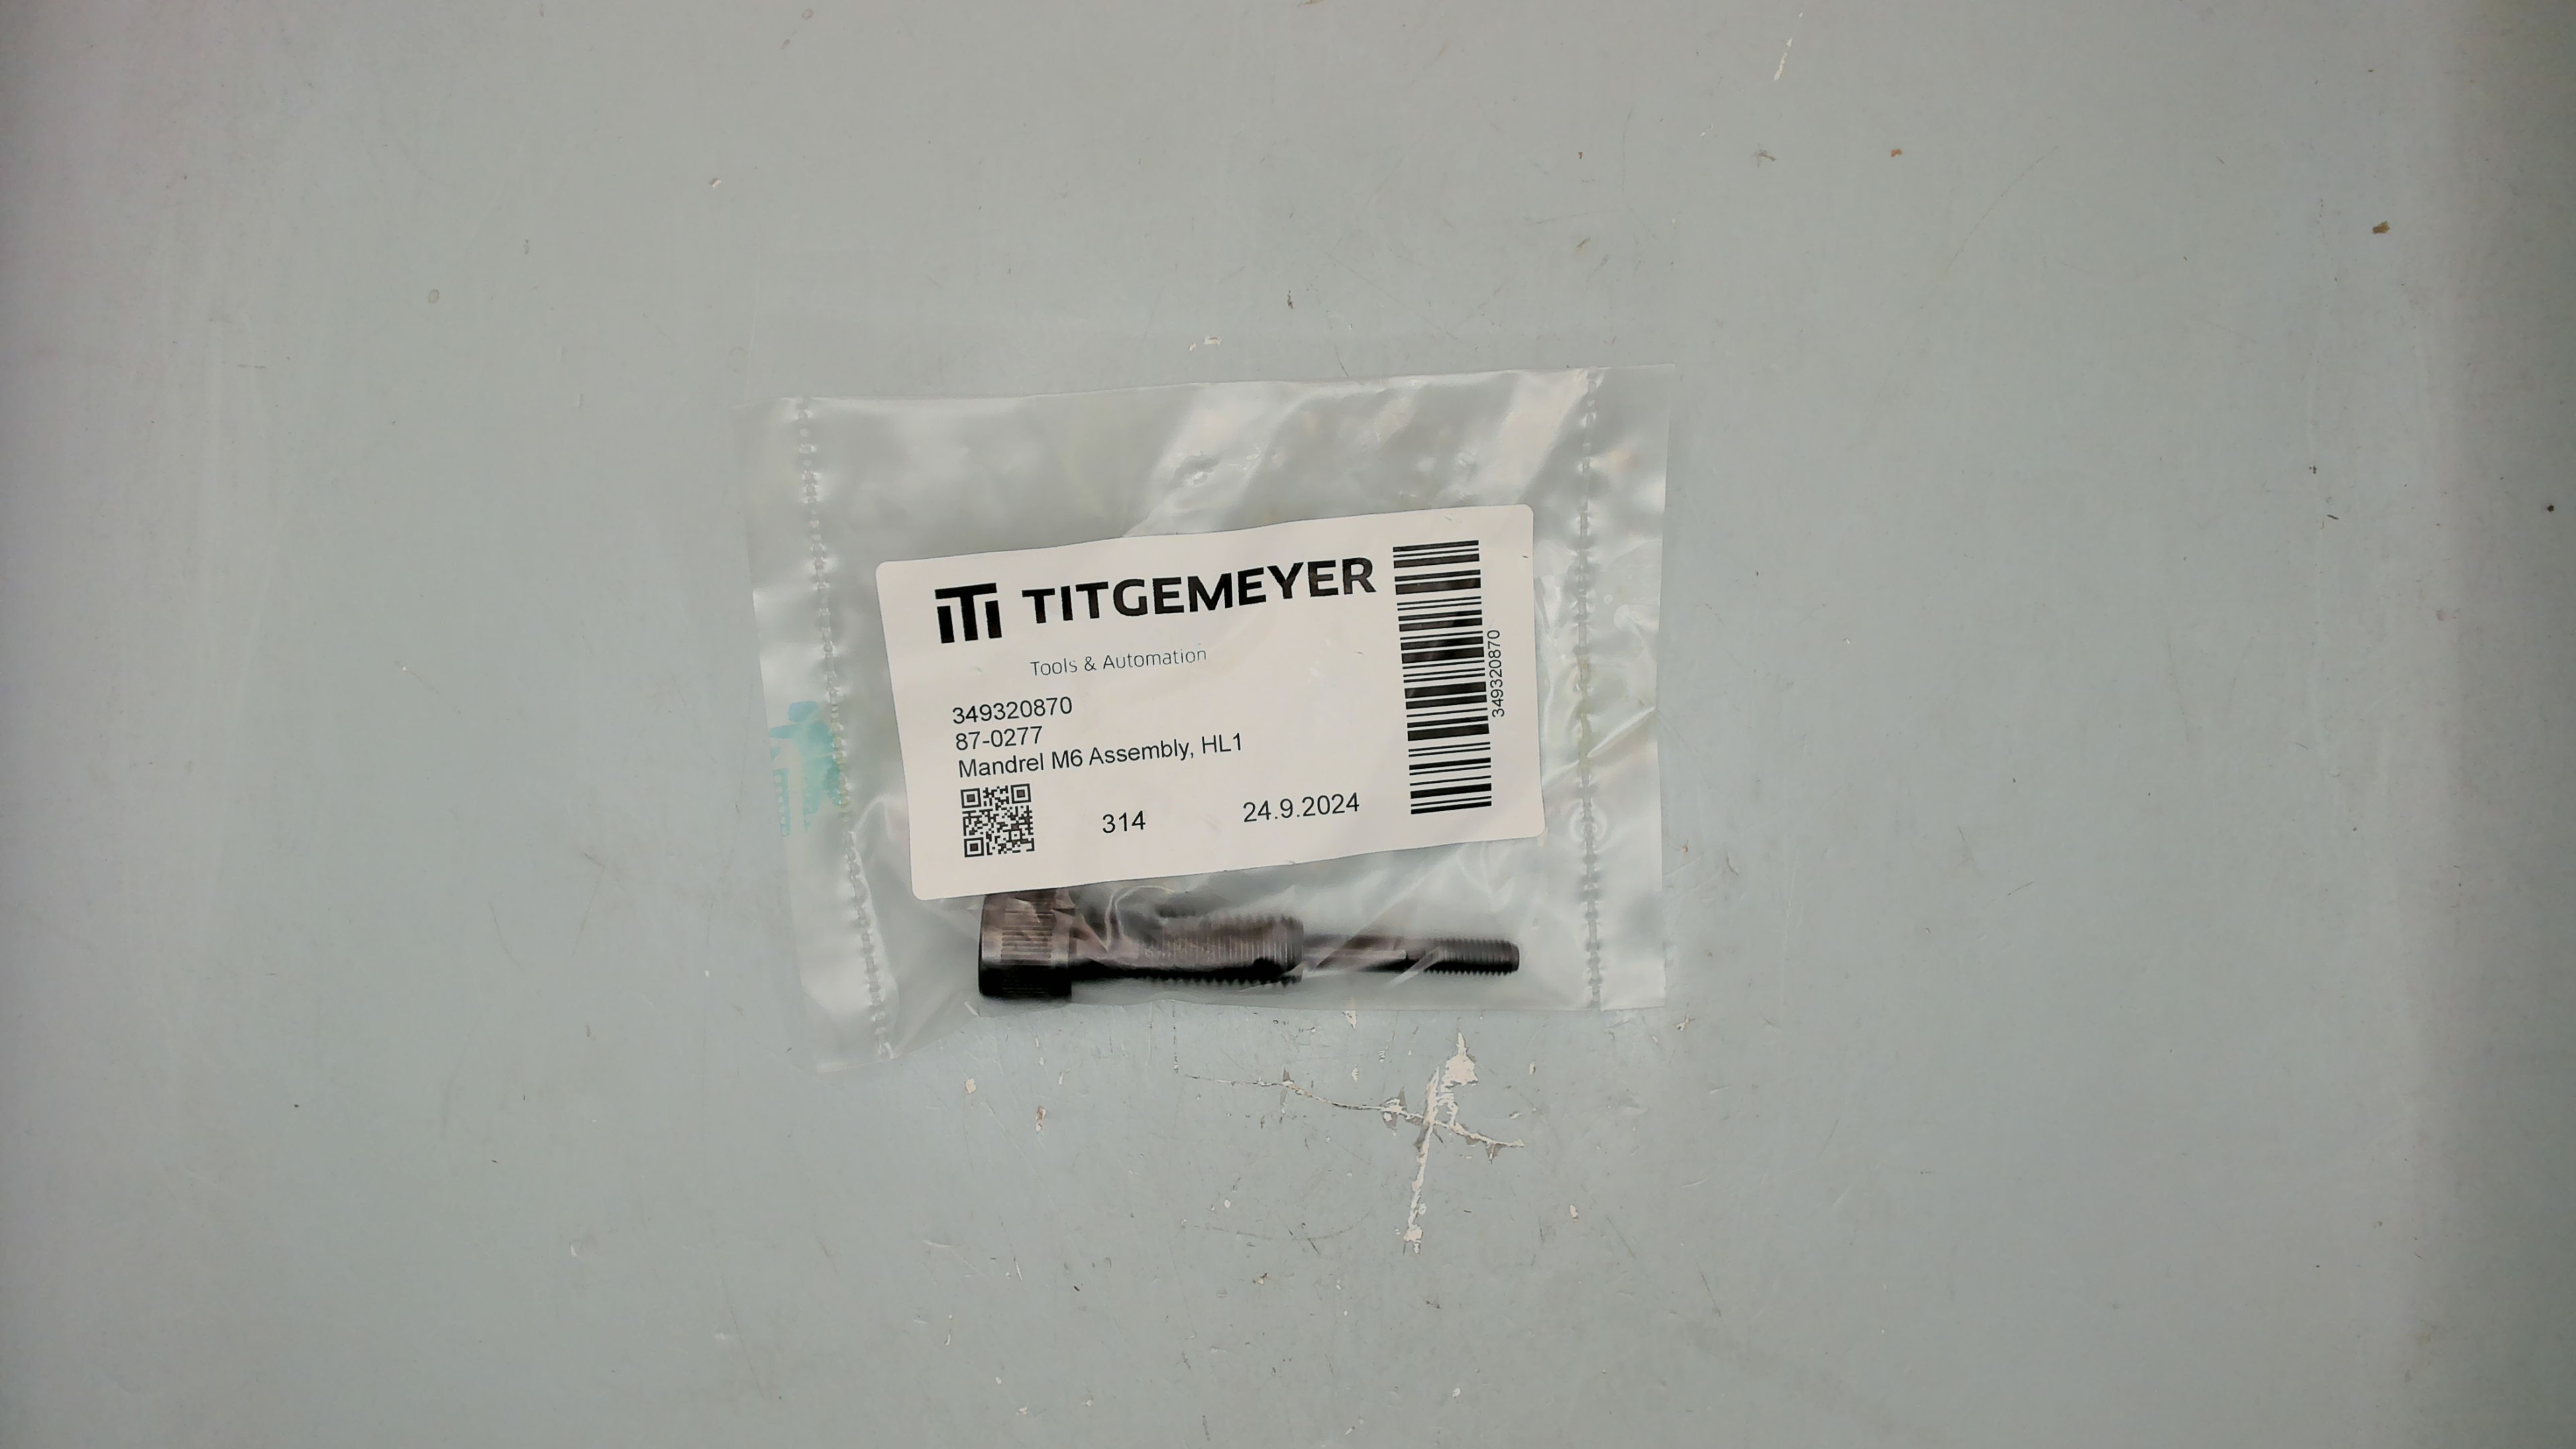 TITGEMEYER
Tools & Automation
349320870
87-0277
Mandrel M6 Assembly, HL1
314 24.9.2024
349320870